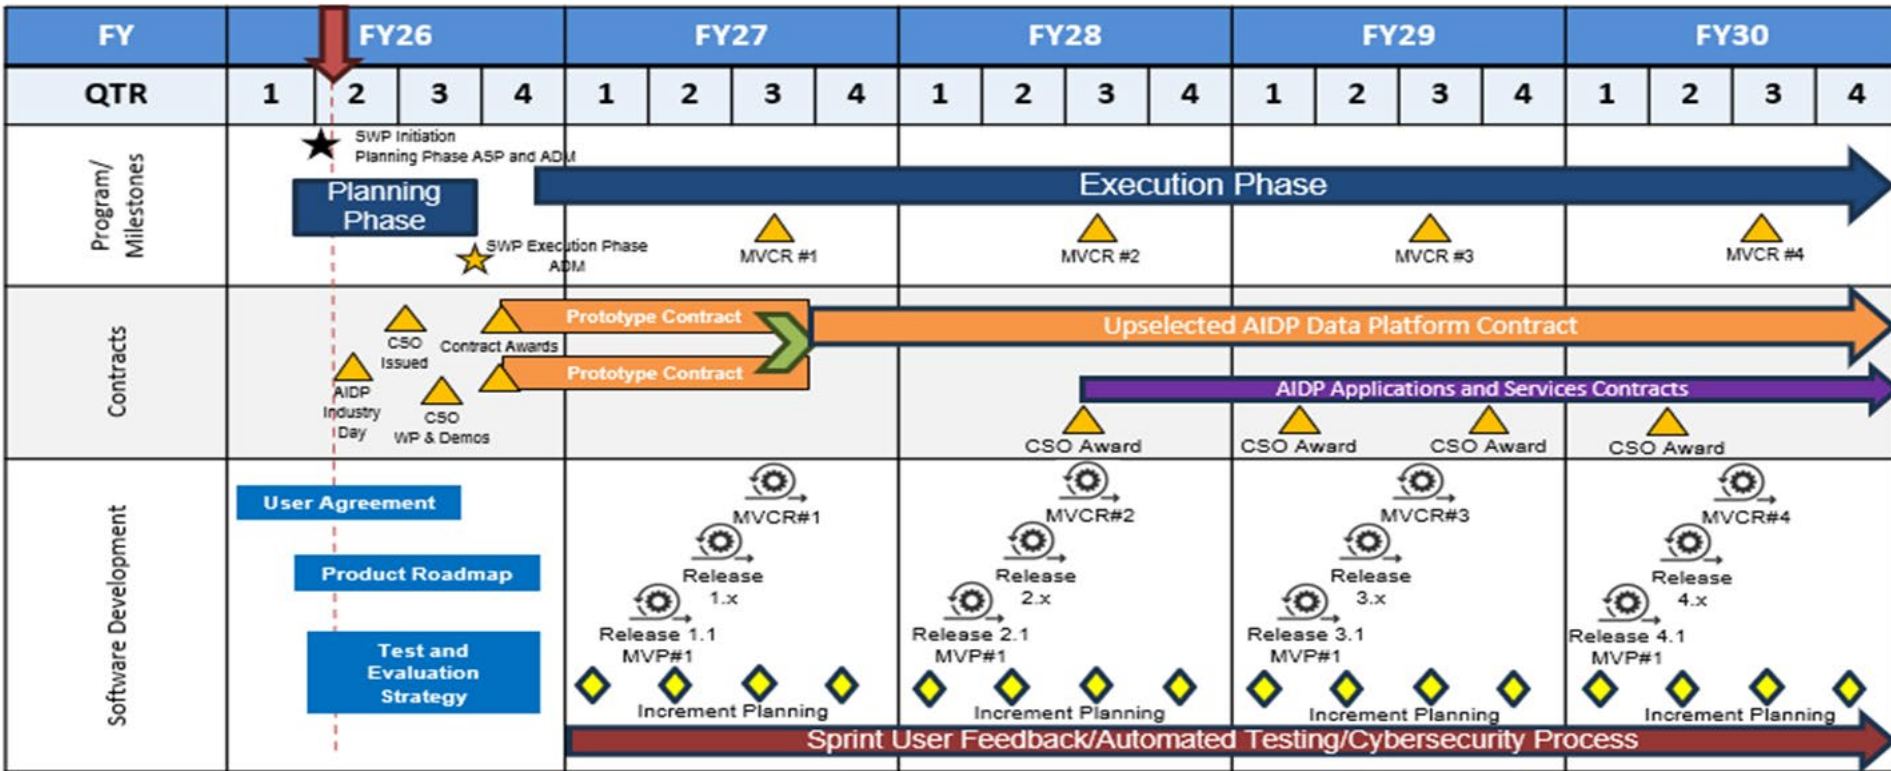 FY FY26 FY27 FY28 FY29 FY30
QTR 1 2 3 4 1 2 3 4 1 2 3 4 1 2 3 4 1 2 3 4
Program/
Milestones
SWP Initiation
Planning Phase ASP and ADM
Planning
Phase
Execution Phase
SWP Execution Phase
ADM
MVCR #1
MVCR #2
MVCR #3
MVCR #4
Contracts
CSO
Issued
Contract Awards
AIDP
Industry
Day
CSO
WP & Demos
Prototype Contract
Prototype Contract
Upselected AIDP Data Platform Contract
AIDP Applications and Services Contracts
CSO Award
CSO Award
CSO Award
CSO Award
Software Development
User Agreement
Product Roadmap
Test and
Evaluation
Strategy
MVCR#1
Release
1.x
Release 1.1
MVP#1
Increment Planning
MVCR#2
Release
2.x
Release 2.1
MVP#1
Increment Planning
MVCR#3
Release
3.x
Release 3.1
MVP#1
Increment Planning
MVCR#4
Release
4.x
Release 4.1
MVP#1
Increment Planning
Sprint User Feedback/Automated Testing/Cybersecurity Process